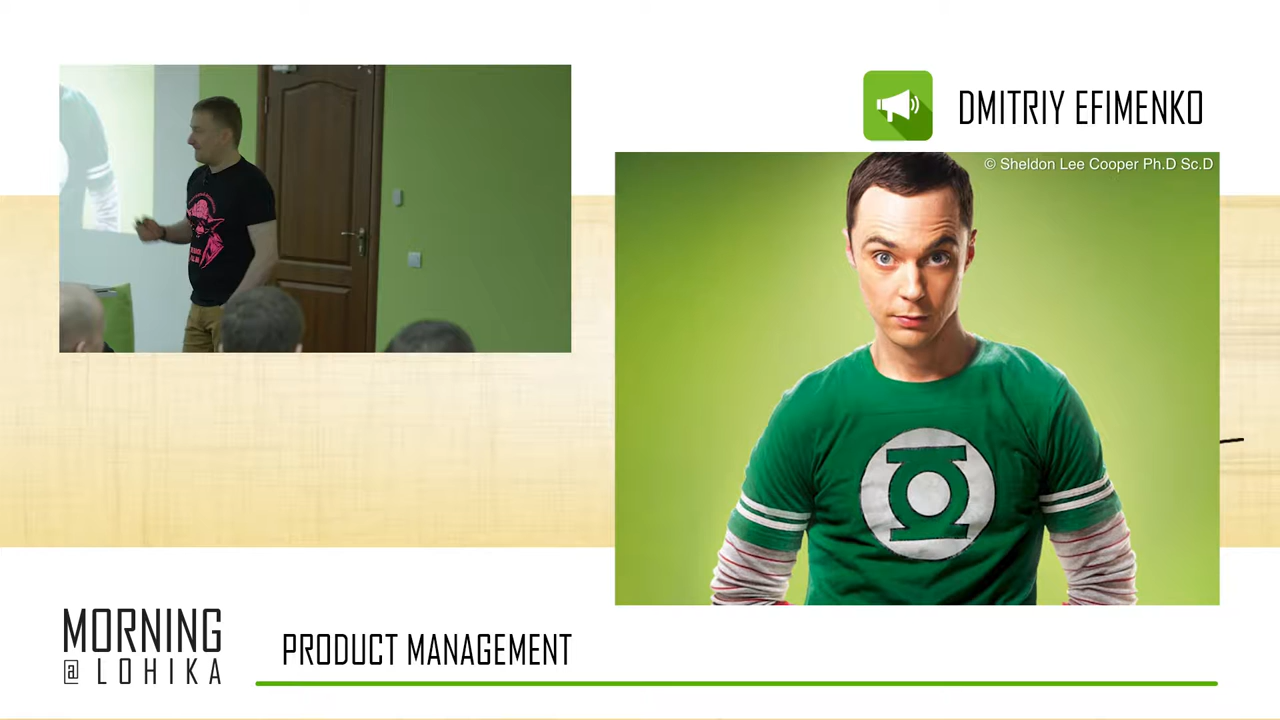 DMITRIY EFIMENKO
© Sheldon Lee Cooper Ph.D Sc.D
MORNING
@ LOHIKA
PRODUCT MANAGEMENT